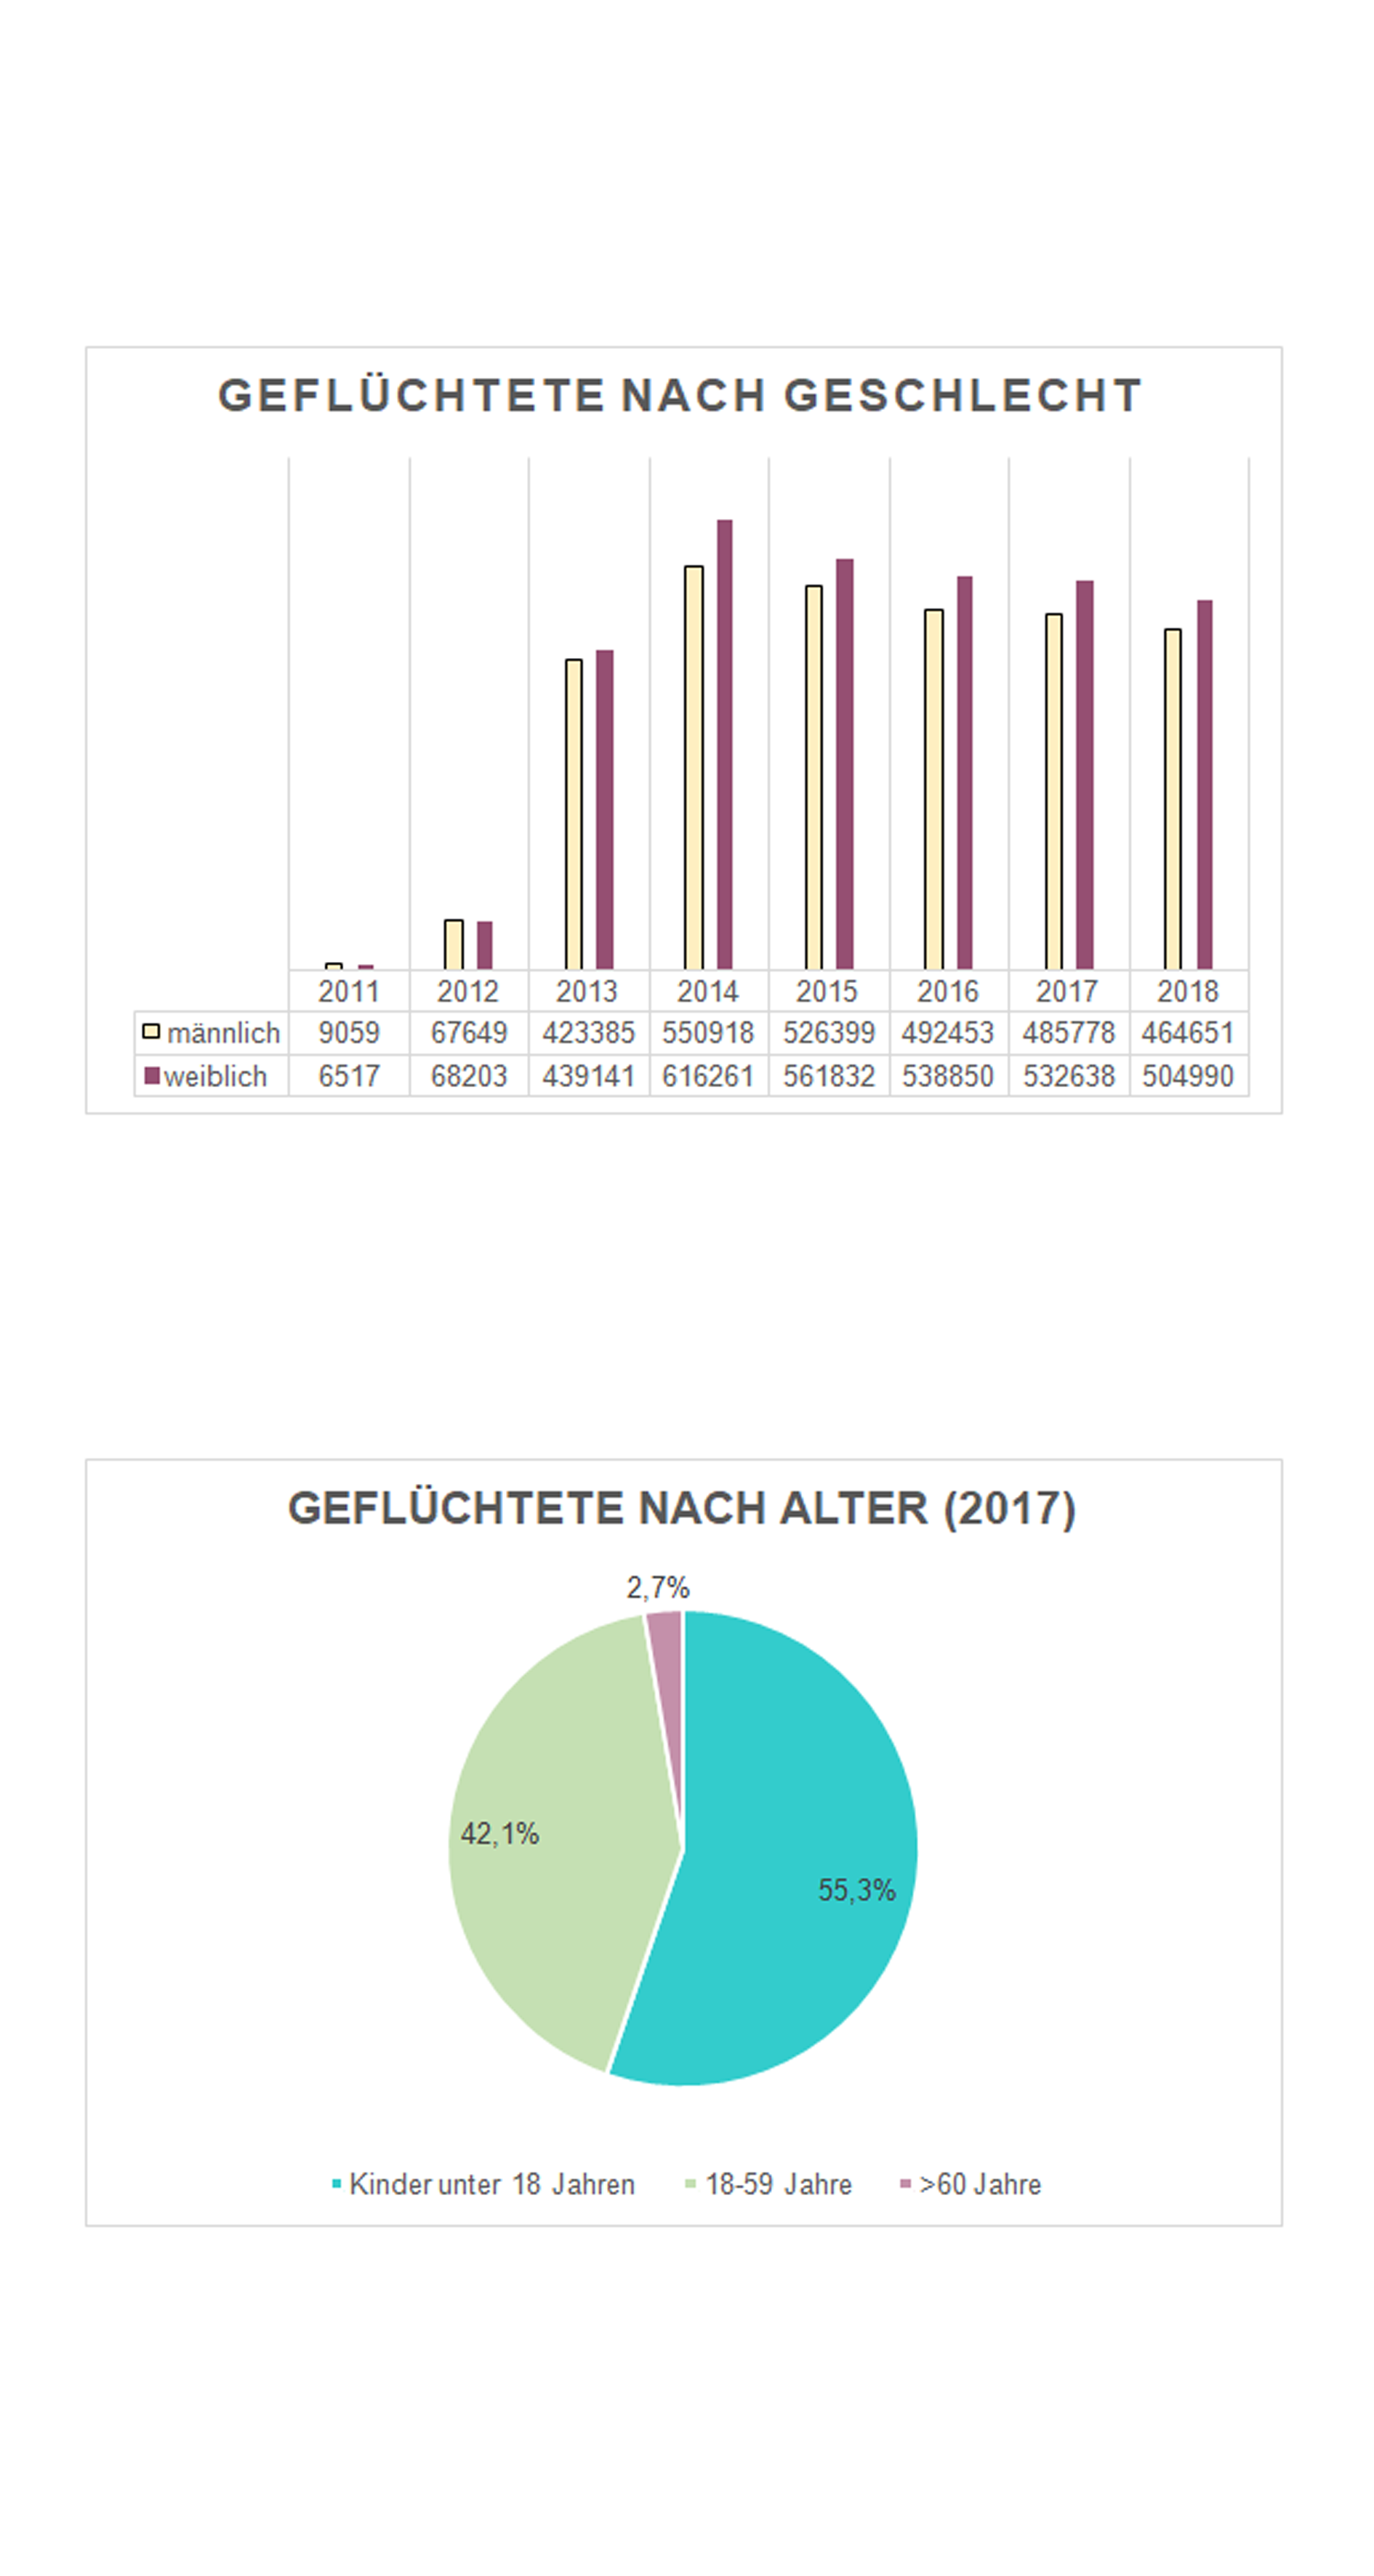 GEFLÜCHTETE NACH GESCHLECHT
2011 2012 2013 2014 2015 2016 2017 2018
männlich 9059 67649 423385 550918 526399 492453 485778 464651
weiblich 6517 68203 439141 616261 561832 538850 532638 504990
GEFLÜCHTETE NACH ALTER (2017)
2,7%
42,1%
55,3%
Kinder unter 18 Jahren 18-59 Jahre >60 Jahre